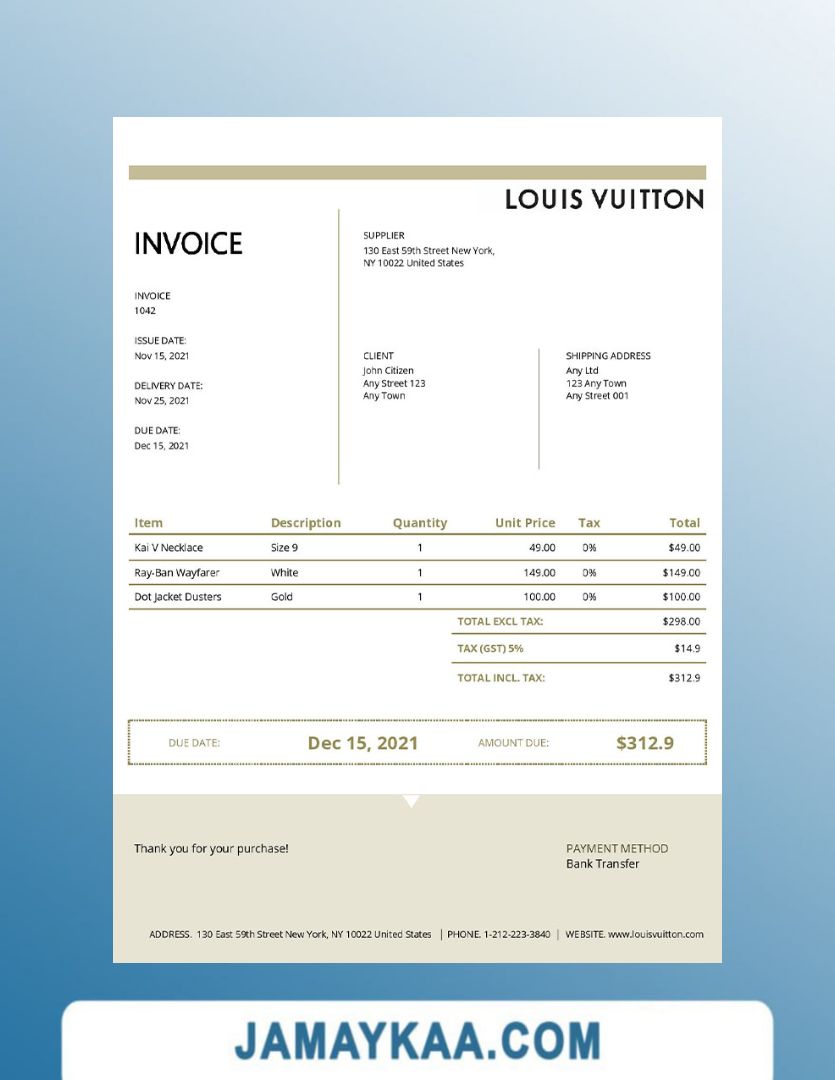 LOUIS VUITTON
INVOICE
INVOICE
1042
ISSUE DATE:
Nov 15, 2021
DELIVERY DATE:
Nov 25, 2021
DUE DATE:
Dec 15, 2021
SUPPLIER
130 East 59th Street New York,
NY 10022 United States
CLIENT
John Citizen
Any Street 123
Any Town
SHIPPING ADDRESS
Any Ltd
123 Any Town
Any Street 001
Item Description Quantity Unit Price Tax Total
Kai V Necklace Size 9 1 49.00 0% $49.00
Ray-Ban Wayfarer White 1 149.00 0% $149.00
Dot Jacket Dusters Gold 1 100.00 0% $100.00
TOTAL EXCL TAX: $298.00
TAX (GST) 5% $14.9
TOTAL INCL. TAX: $312.9
DUE DATE: Dec 15, 2021 AMOUNT DUE: $312.9
Thank you for your purchase!
PAYMENT METHOD
Bank Transfer
ADDRESS. 130 East 59th Street New York, NY 10022 United States | PHONE. 1-212-223-3840 | WEBSITE. www.louisvuitton.com
JAMAYKAA.COM